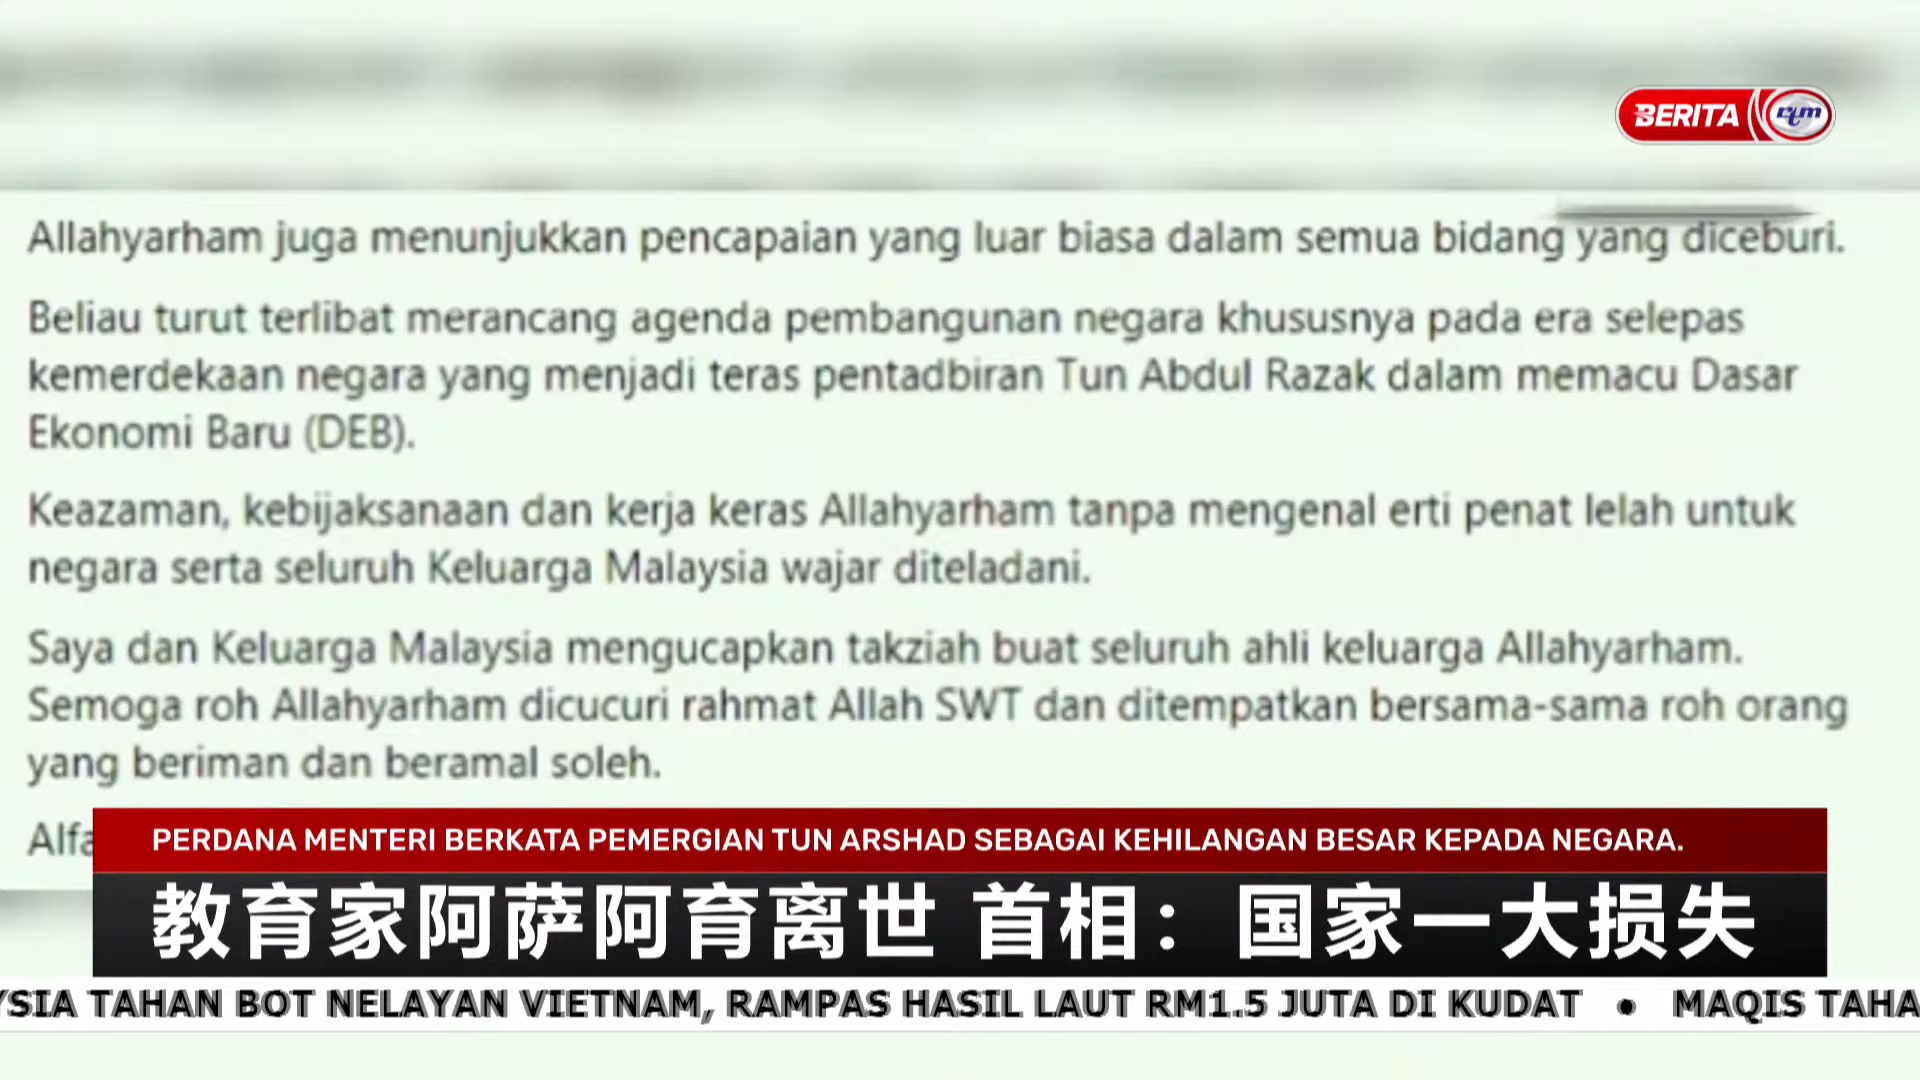 BERITA rtm
Allahyarham juga menunjukkan pencapaian yang luar biasa dalam semua bidang yang diceburi.
Beliau turut terlibat merancang agenda pembangunan negara khususnya pada era selepas
kemerdekaan negara yang menjadi teras pentadbiran Tun Abdul Razak dalam memacu Dasar
Ekonomi Baru (DEB).
Keazaman, kebijaksanaan dan kerja keras Allahyarham tanpa mengenal erti penat lelah untuk
negara serta seluruh Keluarga Malaysia wajar diteladani.
Saya dan Keluarga Malaysia mengucapkan takziah buat seluruh ahli keluarga Allahyarham.
Semoga roh Allahyarham dicucuri rahmat Allah SWT dan ditempatkan bersama-sama roh orang
yang beriman dan beramal soleh.
Alfa
PERDANA MENTERI BERKATA PEMERGIAN TUN ARSHAD SEBAGAI KEHILANGAN BESAR KEPADA NEGARA.
教育家阿萨阿育离世 首相：国家一大损失
YSIA TAHAN BOT NELAYAN VIETNAM, RAMPAS HASIL LAUT RM1.5 JUTA DI KUDAT • MAQIS TAHA